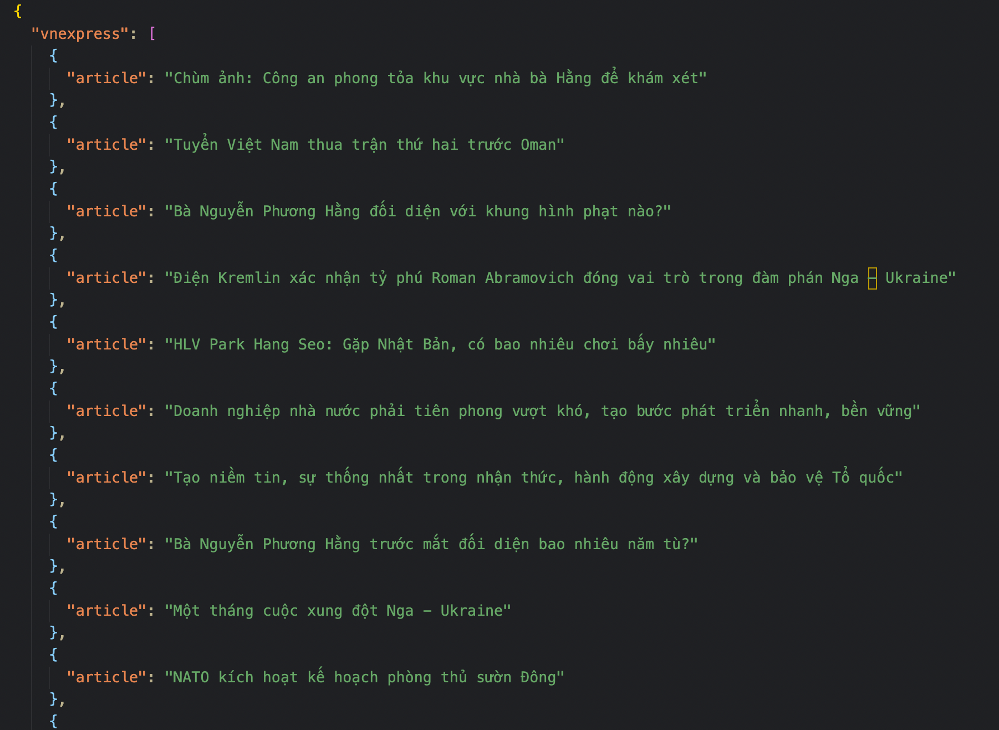 {
"vnexpress": [
{
"article": "Chùm ảnh: Công an phong tỏa khu vực nhà bà Hằng để khám xét"
},
{
"article": "Tuyển Việt Nam thua trận thứ hai trước Oman"
},
{
"article": "Bà Nguyễn Phương Hằng đối diện với khung hình phạt nào?"
},
{
"article": "Điện Kremlin xác nhận tỷ phú Roman Abramovich đóng vai trò trong đàm phán Nga – Ukraine"
},
{
"article": "HLV Park Hang Seo: Gặp Nhật Bản, có bao nhiêu chơi bấy nhiêu"
},
{
"article": "Doanh nghiệp nhà nước phải tiên phong vượt khó, tạo bước phát triển nhanh, bền vững"
},
{
"article": "Tạo niềm tin, sự thống nhất trong nhận thức, hành động xây dựng và bảo vệ Tổ quốc"
},
{
"article": "Bà Nguyễn Phương Hằng trước mắt đối diện bao nhiêu năm tù?"
},
{
"article": "Một tháng cuộc xung đột Nga - Ukraine"
},
{
"article": "NATO kích hoạt kế hoạch phòng thủ sườn Đông"
},
{